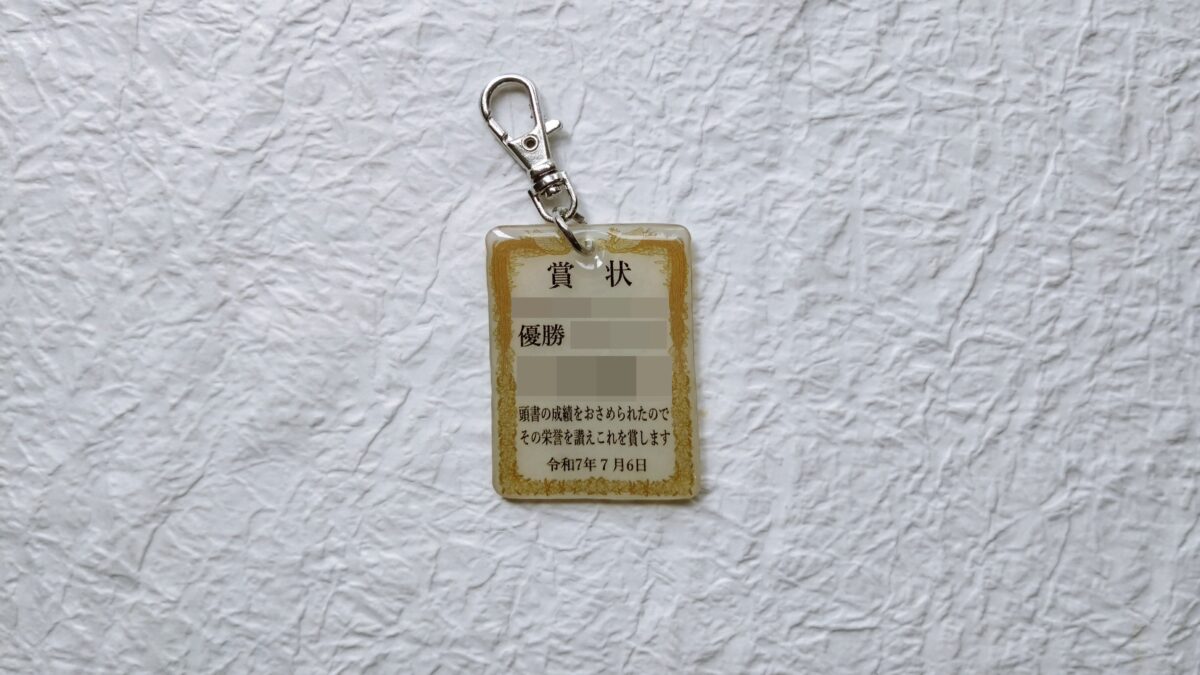 賞状
優勝
頭書の成績をおさめられたので
その栄誉を讃えこれを賞します
令和7年7月6日